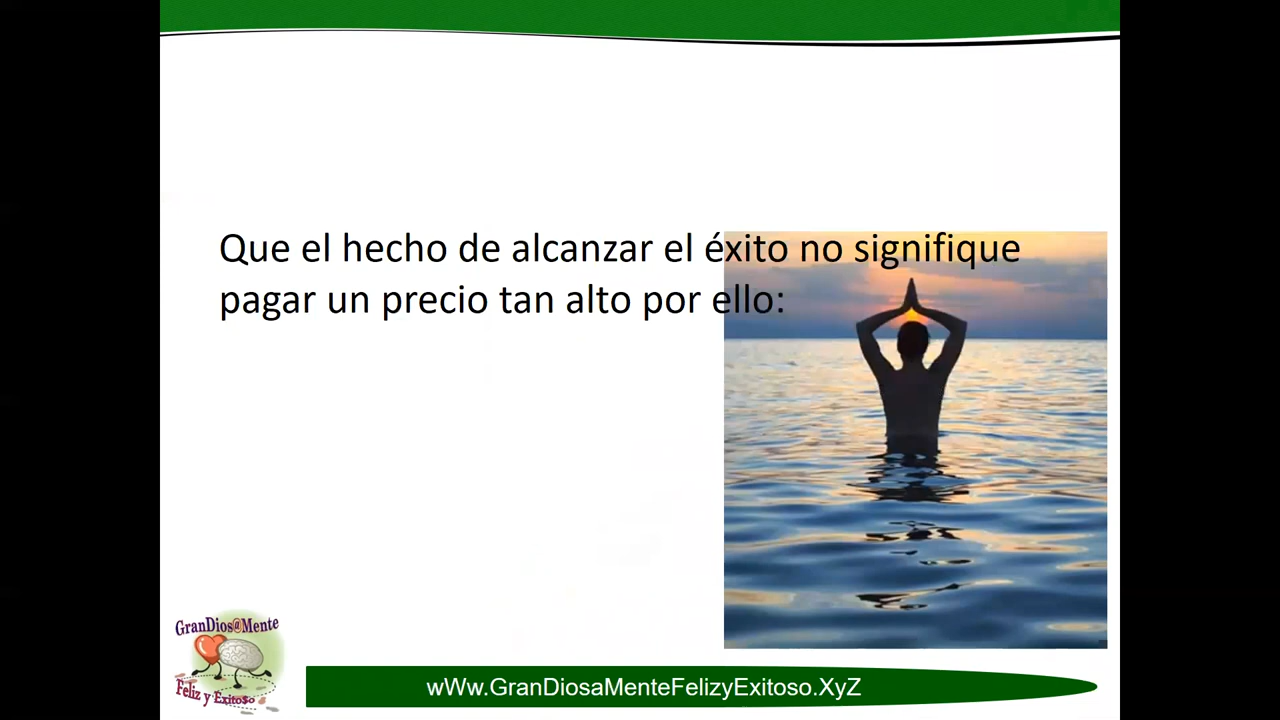 Que el hecho de alcanzar el éxito no signifique
pagar un precio tan alto por ello:
GranDios@Mente
Feliz y Exitoso
wWw.GranDiosaMenteFelizyExitoso.XyZ